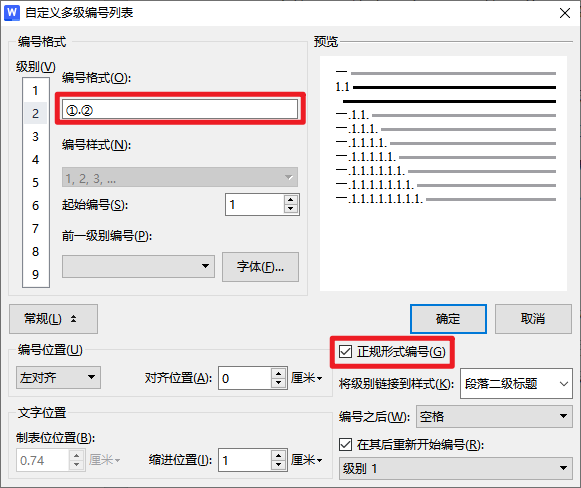 W 自定义多级编号列表
编号格式
级别(V)
1
2
3
4
5
6
7
8
9
编号格式(O):
①.②
编号样式(N):
1, 2, 3, ...
起始编号(S):
1
前一级别编号(P):
字体(F)...
预览
一
1.1
一.1.1.
一.1.1.1.
一.1.1.1.1.
一.1.1.1.1.1.
一.1.1.1.1.1.1.
一.1.1.1.1.1.1.1.
一.1.1.1.1.1.1.1.1.
常规(L)
确定
取消
编号位置(U)
左对齐
对齐位置(A):
0
厘米
文字位置
制表位位置(B):
0.74
厘米
缩进位置(I):
1
厘米
正规形式编号(G)
将级别链接到样式(K):
段落二级标题
编号之后(W):
空格
在其后重新开始编号(R):
级别 1